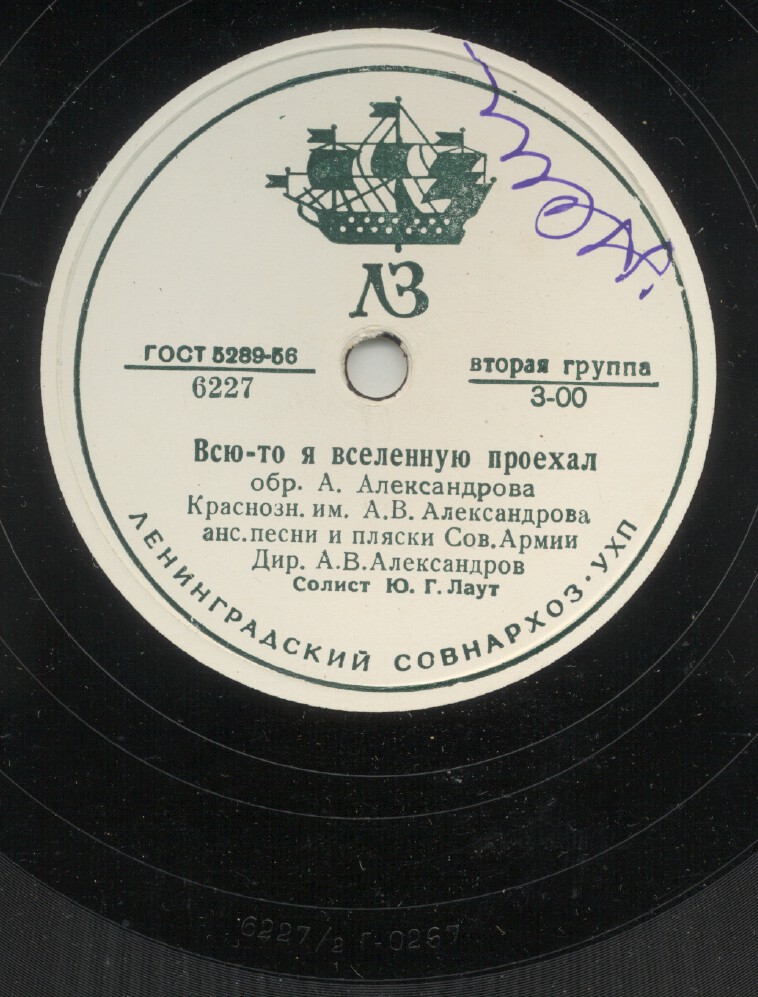 ЛЗ
ГОСТ 5289-56
6227
вторая группа
3-00
Всю-то я вселенную проехал
обр. А. Александрова
Краснозн. им. А.В. Александрова
анс. песни и пляски Сов. Армии
Дир. А.В. Александров
Солист Ю. Г. Лаут
ЛЕНИНГРАДСКИЙ СОВНАРХОЗ · УХП
6227/2 Г-0267